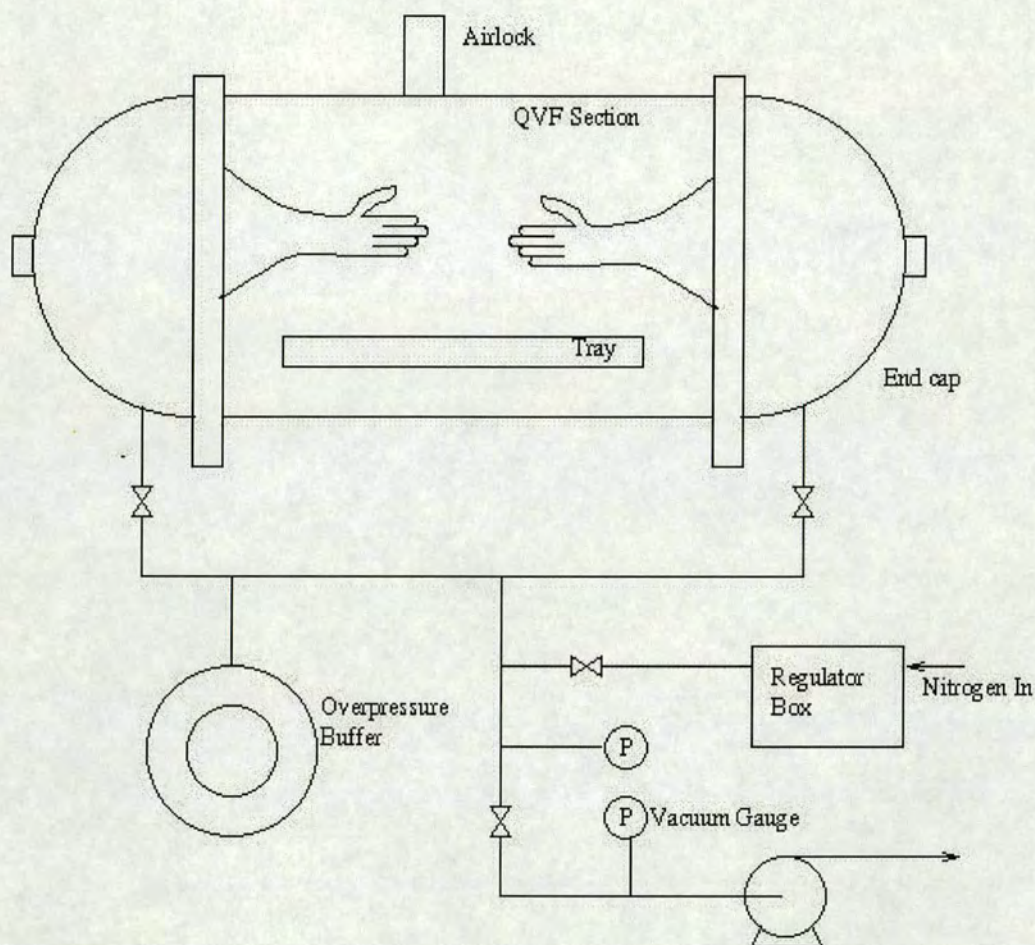 Airlock
QVF Section
Tray
End cap
Regulator
Box
Nitrogen In
Overpressure
Buffer
P
P
Vacuum Gauge